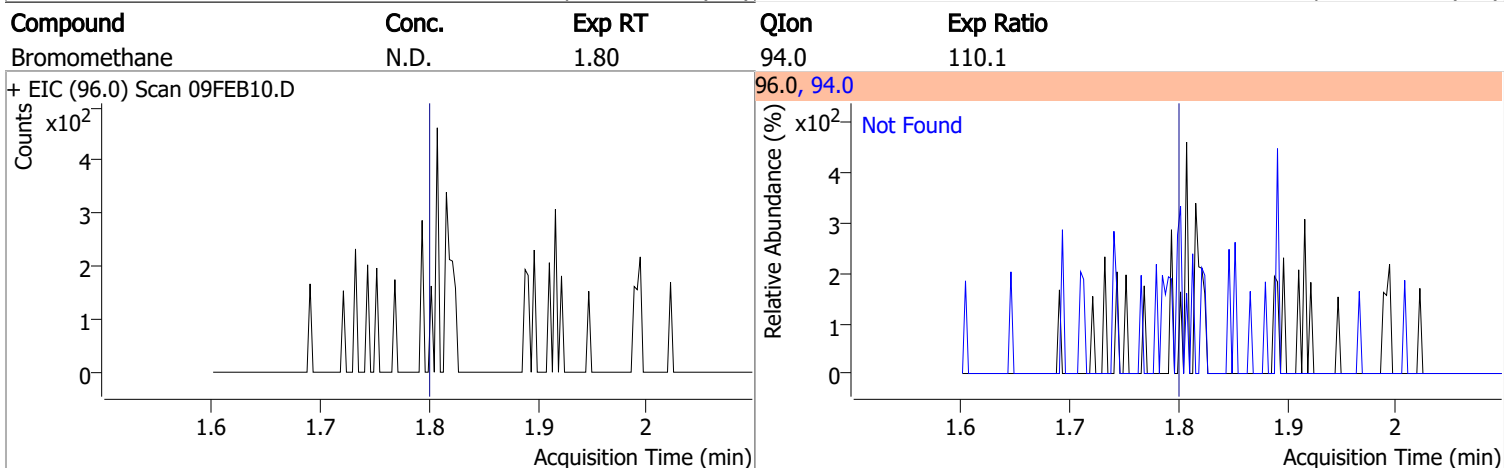 Compound Conc. Exp RT QIon Exp Ratio
Bromomethane N.D. 1.80 94.0 110.1
+ EIC (96.0) Scan 09FEB10.D
Counts
x10²
4
3
2
1
0
1.6 1.7 1.8 1.9 2
Acquisition Time (min)
96.0, 94.0
Relative Abundance (%)
x10²
Not Found
4
3
2
1
0
1.6 1.7 1.8 1.9 2
Acquisition Time (min)